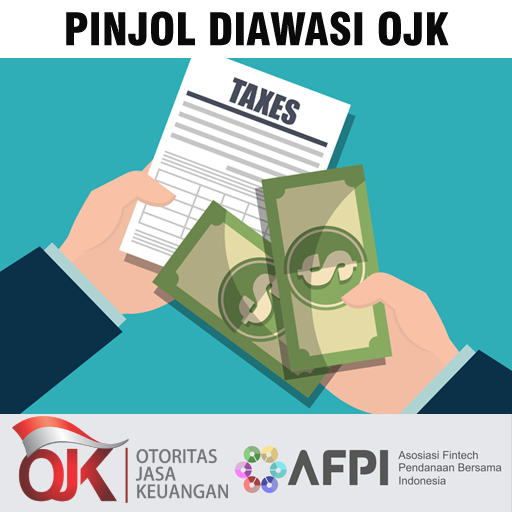 PINJOL DIAWASI OJK
TAXES
$ $
OJK
OTORITAS
JASA
KEUANGAN
AFPI
Asosiasi Fintech
Pendanaan Bersama
Indonesia